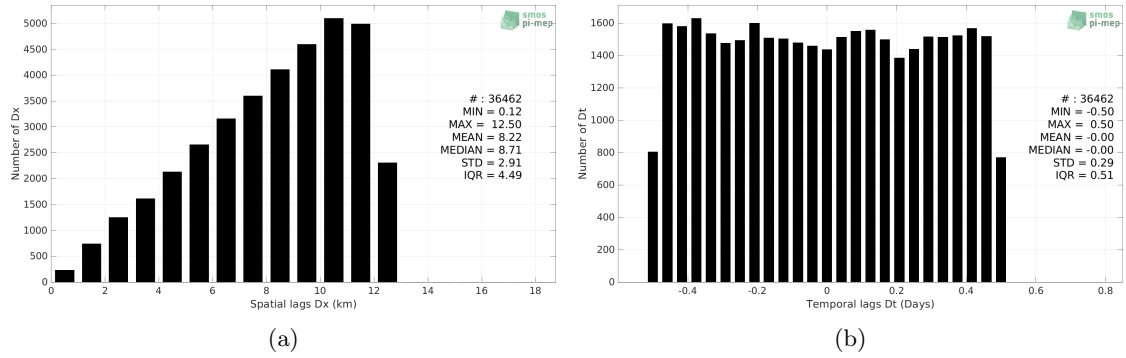 5000
4500
4000
3500
3000
2500
2000
1500
1000
500
0
Number of Dx
0 2 4 6 8 10 12 14 16 18
Spatial lags Dx (km)
smos
pi-mep
# : 36462
MIN = 0.12
MAX = 12.50
MEAN = 8.22
MEDIAN = 8.71
STD = 2.91
IQR = 4.49
(a)
1600
1400
1200
1000
800
600
400
200
0
Number of Dt
-0.4 -0.2 0 0.2 0.4 0.6 0.8
Temporal lags Dt (Days)
smos
pi-mep
# : 36462
MIN = -0.50
MAX = 0.50
MEAN = -0.00
MEDIAN = -0.00
STD = 0.29
IQR = 0.51
(b)